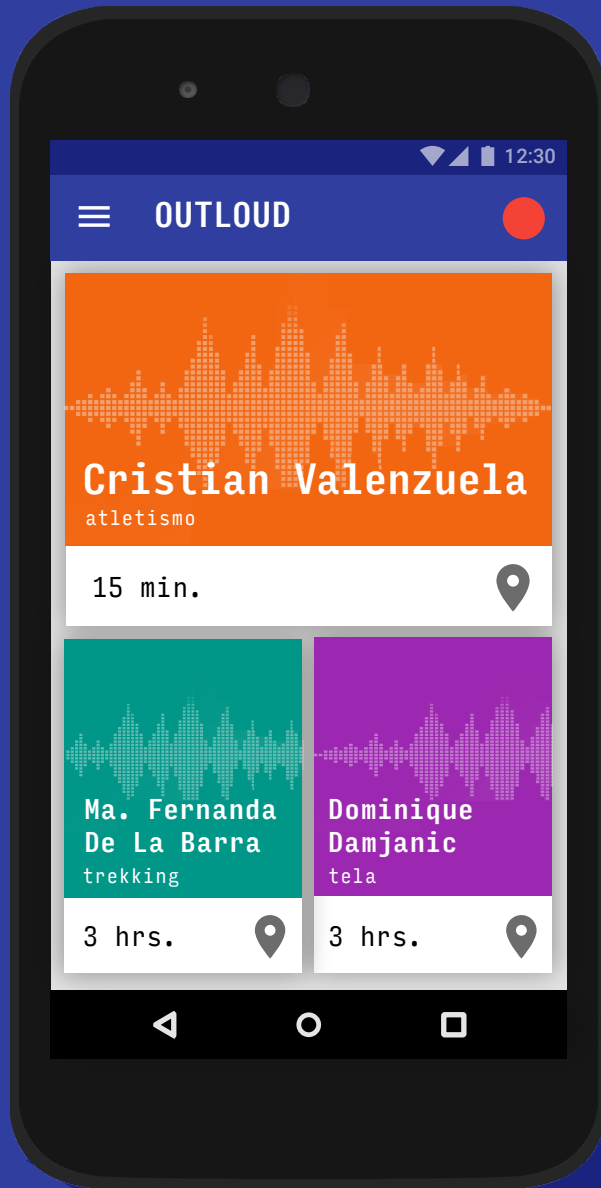 12:30
OUTLOUD
Cristian Valenzuela
atletismo
15 min.
Ma. Fernanda
De La Barra
trekking
3 hrs.
Dominique
Damjanic
tela
3 hrs.